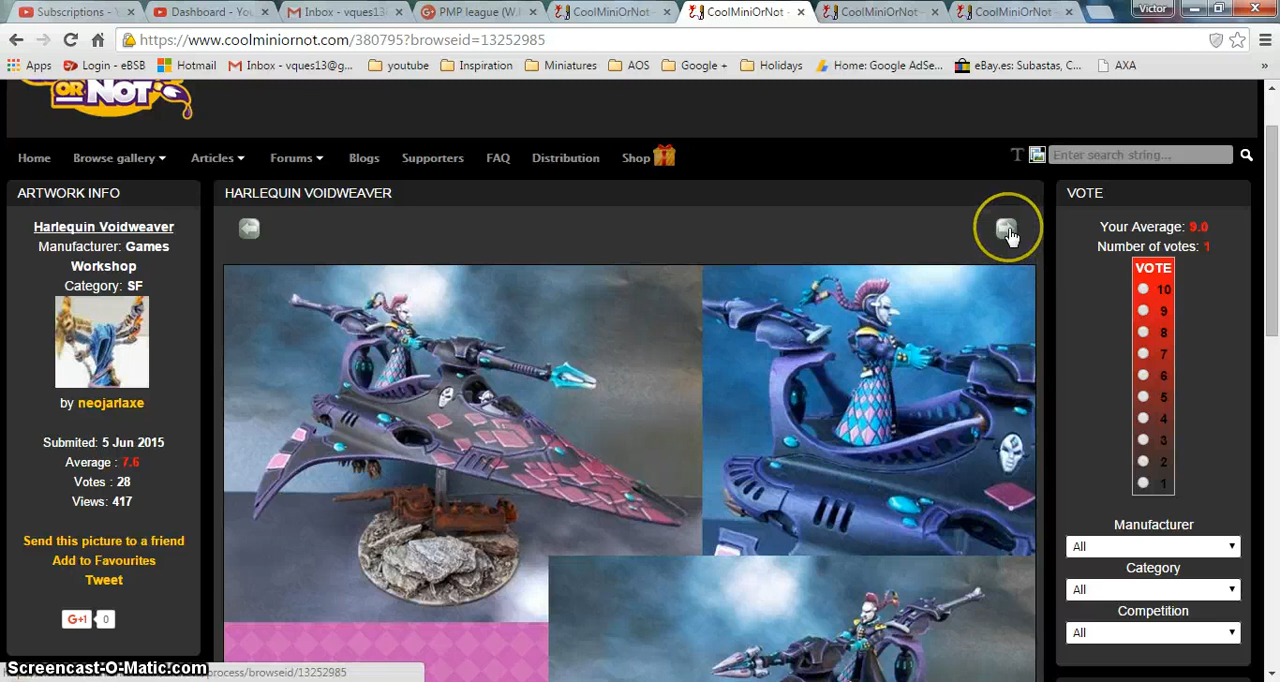 Subscriptions - Y
Dashboard - You
Inbox - vques13
PMP league (W.I
CoolMiniOrNot -
CoolMiniOrNot -
CoolMiniOrNot -
CoolMiniOrNot -
Victor
https://www.coolminiornot.com/380795?browseid=13252985
Apps
Login - eBSB
Hotmail
Inbox - vques13@g...
youtube
Inspiration
Miniatures
AOS
Google +
Holidays
Home: Google AdSe...
eBay.es: Subastas, C...
AXA
»
OR NOT
Home
Browse gallery
Articles
Forums
Blogs
Supporters
FAQ
Distribution
Shop
T
Enter search string...
ARTWORK INFO
Harlequin Voidweaver
Manufacturer: Games
Workshop
Category: SF
by neojarlaxe
Submited: 5 Jun 2015
Average : 7.6
Votes : 28
Views: 417
Send this picture to a friend
Add to Favourites
Tweet
G+1 0
HARLEQUIN VOIDWEAVER
VOTE
Your Average: 9.0
Number of votes: 1
VOTE
10
9
8
7
6
5
4
3
2
1
Manufacturer
All
Category
All
Competition
All
Screencast-O-Matic.com
process/browseid/13252985